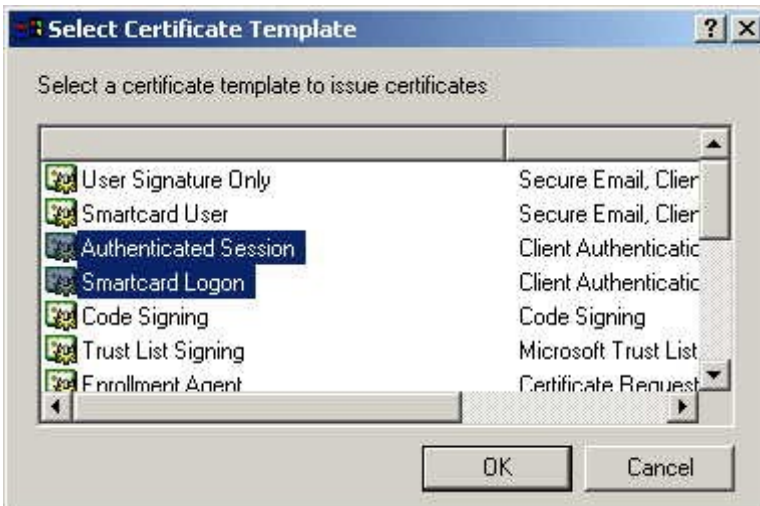 Select Certificate Template
Select a certificate template to issue certificates
User Signature Only Secure Email, Clien
Smartcard User Secure Email, Clien
Authenticated Session Client Authenticatic
Smartcard Logon Client Authenticatic
Code Signing Code Signing
Trust List Signing Microsoft Trust List
Enrollment Agent Certificate Request
OK Cancel